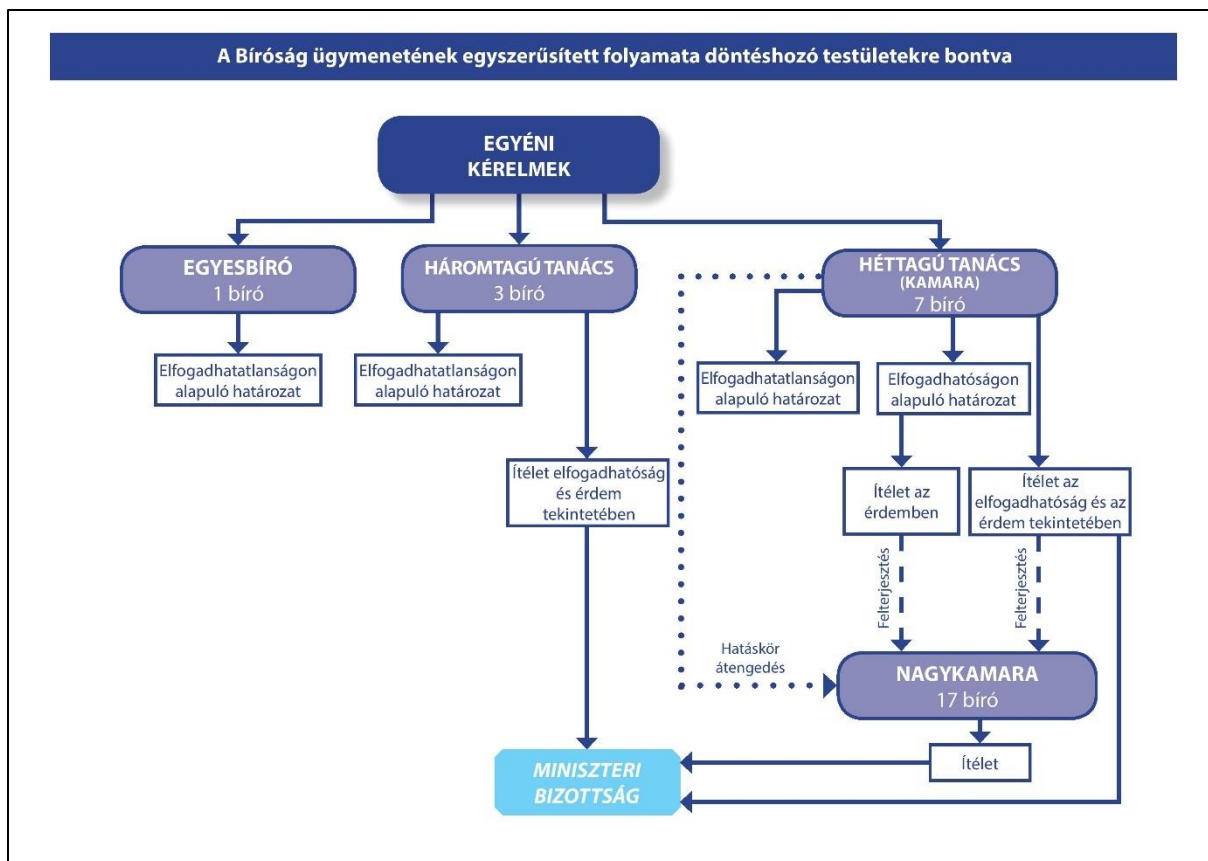 A Bíróság ügymenetének egyszerűsített folyamata döntéshozó testületekre bontva
EGYÉNI
KÉRELMEK
EGYESBÍRÓ
1 bíró
HÁROMTAGÚ TANÁCS
3 bíró
HÉTTAGÚ TANÁCS
(KAMARA)
7 bíró
Elfogadhatatlanságon
alapuló határozat
Elfogadhatatlanságon
alapuló határozat
Elfogadhatatlanságon
alapuló határozat
Elfogadhatóságon
alapuló határozat
Ítélet elfogadhatóság
és érdem
tekintetében
Ítélet az
érdemben
Ítélet az
elfogadhatóság és az
érdem tekintetében
Felterjesztés
Felterjesztés
Hatáskör
átengedés
NAGYKAMARA
17 bíró
Ítélet
MINISZTERI
BIZOTTSÁG